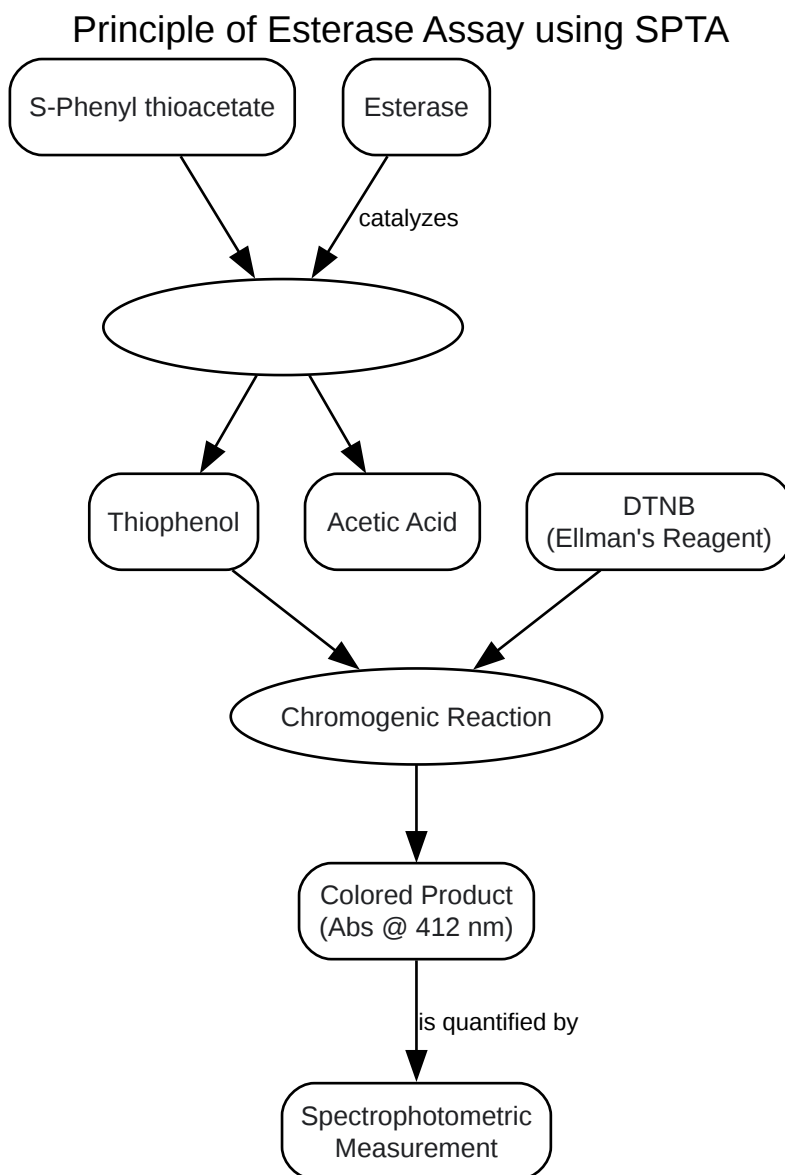 Principle of Esterase Assay using SPTA
S-Phenyl thioacetate
Esterase
catalyzes
Thiophenol
Acetic Acid
DTNB
(Ellman's Reagent)
Chromogenic Reaction
Colored Product
(Abs @ 412 nm)
is quantified by
Spectrophotometric
Measurement